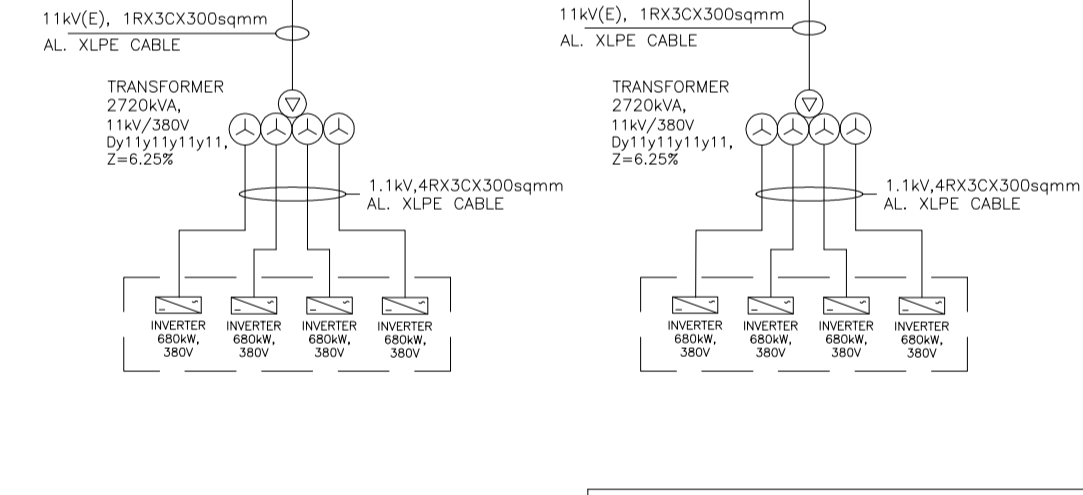 11kV(E), 1RX3CX300sqmm
AL. XLPE CABLE
TRANSFORMER
2720kVA,
11kV/380V
Dy11y11y11y11,
Z=6.25%
1.1kV,4RX3CX300sqmm
AL. XLPE CABLE
INVERTER
680kW,
380V
INVERTER
680kW,
380V
INVERTER
680kW,
380V
INVERTER
680kW,
380V
11kV(E), 1RX3CX300sqmm
AL. XLPE CABLE
TRANSFORMER
2720kVA,
11kV/380V
Dy11y11y11y11,
Z=6.25%
1.1kV,4RX3CX300sqmm
AL. XLPE CABLE
INVERTER
680kW,
380V
INVERTER
680kW,
380V
INVERTER
680kW,
380V
INVERTER
680kW,
380V